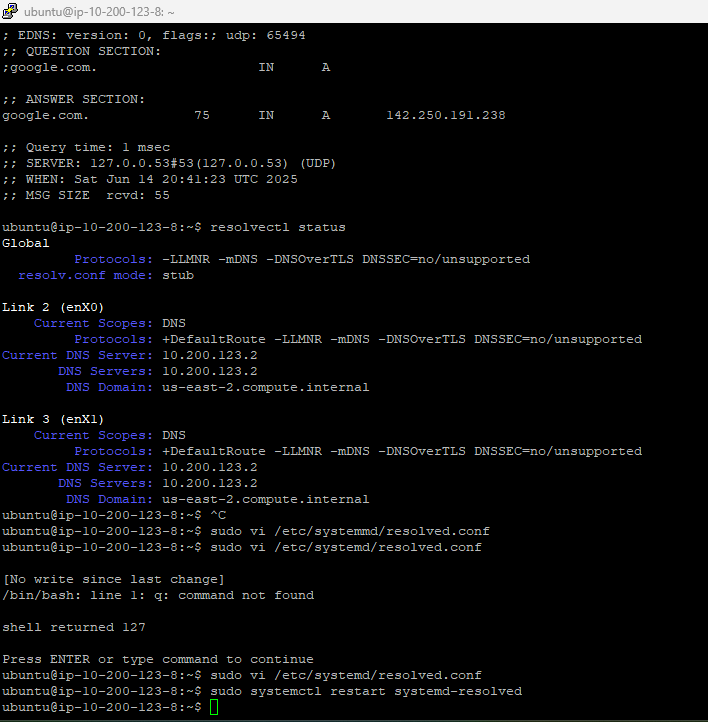 ubuntu@ip-10-200-123-8: ~
; EDNS: version: 0, flags:; udp: 65494
;; QUESTION SECTION:
;google.com. IN A
;; ANSWER SECTION:
google.com. 75 IN A 142.250.191.238
;; Query time: 1 msec
;; SERVER: 127.0.0.53#53(127.0.0.53) (UDP)
;; WHEN: Sat Jun 14 20:41:23 UTC 2025
;; MSG SIZE rcvd: 55
ubuntu@ip-10-200-123-8:~$ resolvectl status
Global
Protocols: -LLMNR -mDNS -DNSOverTLS DNSSEC=no/unsupported
resolv.conf mode: stub
Link 2 (enX0)
Current Scopes: DNS
Protocols: +DefaultRoute -LLMNR -mDNS -DNSOverTLS DNSSEC=no/unsupported
Current DNS Server: 10.200.123.2
DNS Servers: 10.200.123.2
DNS Domain: us-east-2.compute.internal
Link 3 (enX1)
Current Scopes: DNS
Protocols: +DefaultRoute -LLMNR -mDNS -DNSOverTLS DNSSEC=no/unsupported
Current DNS Server: 10.200.123.2
DNS Servers: 10.200.123.2
DNS Domain: us-east-2.compute.internal
ubuntu@ip-10-200-123-8:~$ ^C
ubuntu@ip-10-200-123-8:~$ sudo vi /etc/systemmd/resolved.conf
ubuntu@ip-10-200-123-8:~$ sudo vi /etc/systemd/resolved.conf
[No write since last change]
/bin/bash: line 1: q: command not found
shell returned 127
Press ENTER or type command to continue
ubuntu@ip-10-200-123-8:~$ sudo vi /etc/systemd/resolved.conf
ubuntu@ip-10-200-123-8:~$ sudo systemctl restart systemd-resolved
ubuntu@ip-10-200-123-8:~$